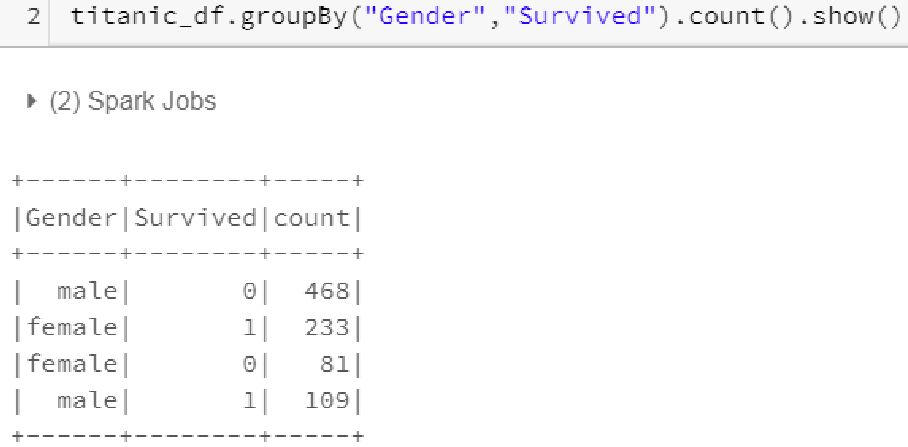 2 titanic_df.groupBy("Gender","Survived").count().show()
▶ (2) Spark Jobs
+------+--------+-----+
|Gender|Survived|count|
+------+--------+-----+
|  male|       0|  468|
|female|       1|  233|
|female|       0|   81|
|  male|       1|  109|
+------+--------+-----+